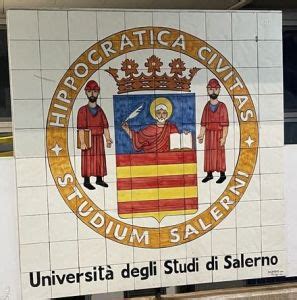 HIPPOCRATICA CIVITAS
STUDIUM SALERNI
Università degli Studi di Salerno